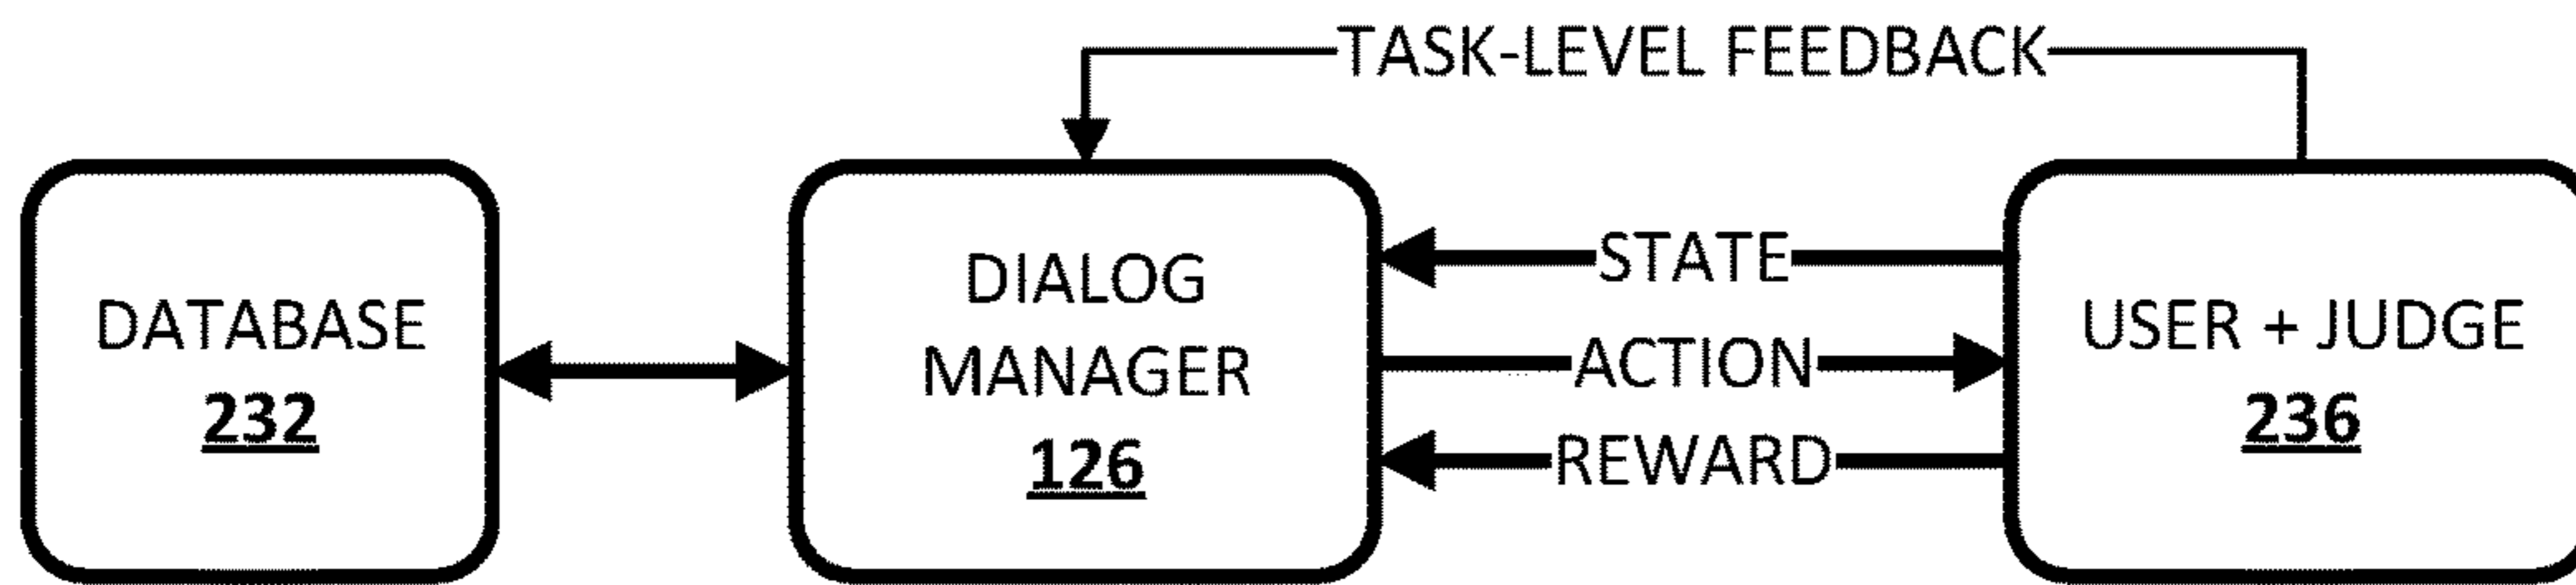 TASK-LEVEL FEEDBACK
DATABASE
232
DIALOG
MANAGER
126
STATE
ACTION
REWARD
USER + JUDGE
236